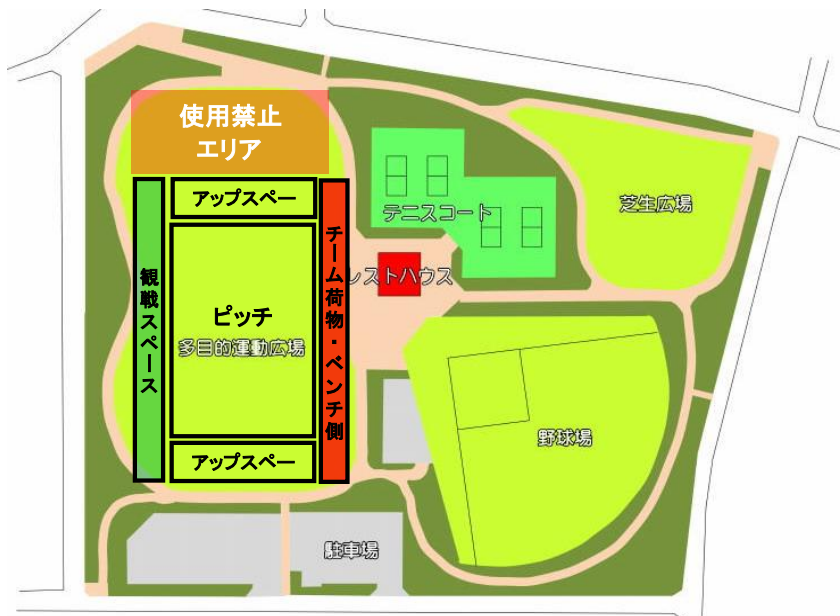 使用禁止
エリア
アップスペー
テニスコート
芝生広場
観戦スペース
チーム荷物・ベンチ側
レストハウス
ピッチ
多目的運動広場
野球場
アップスペー
駐車場